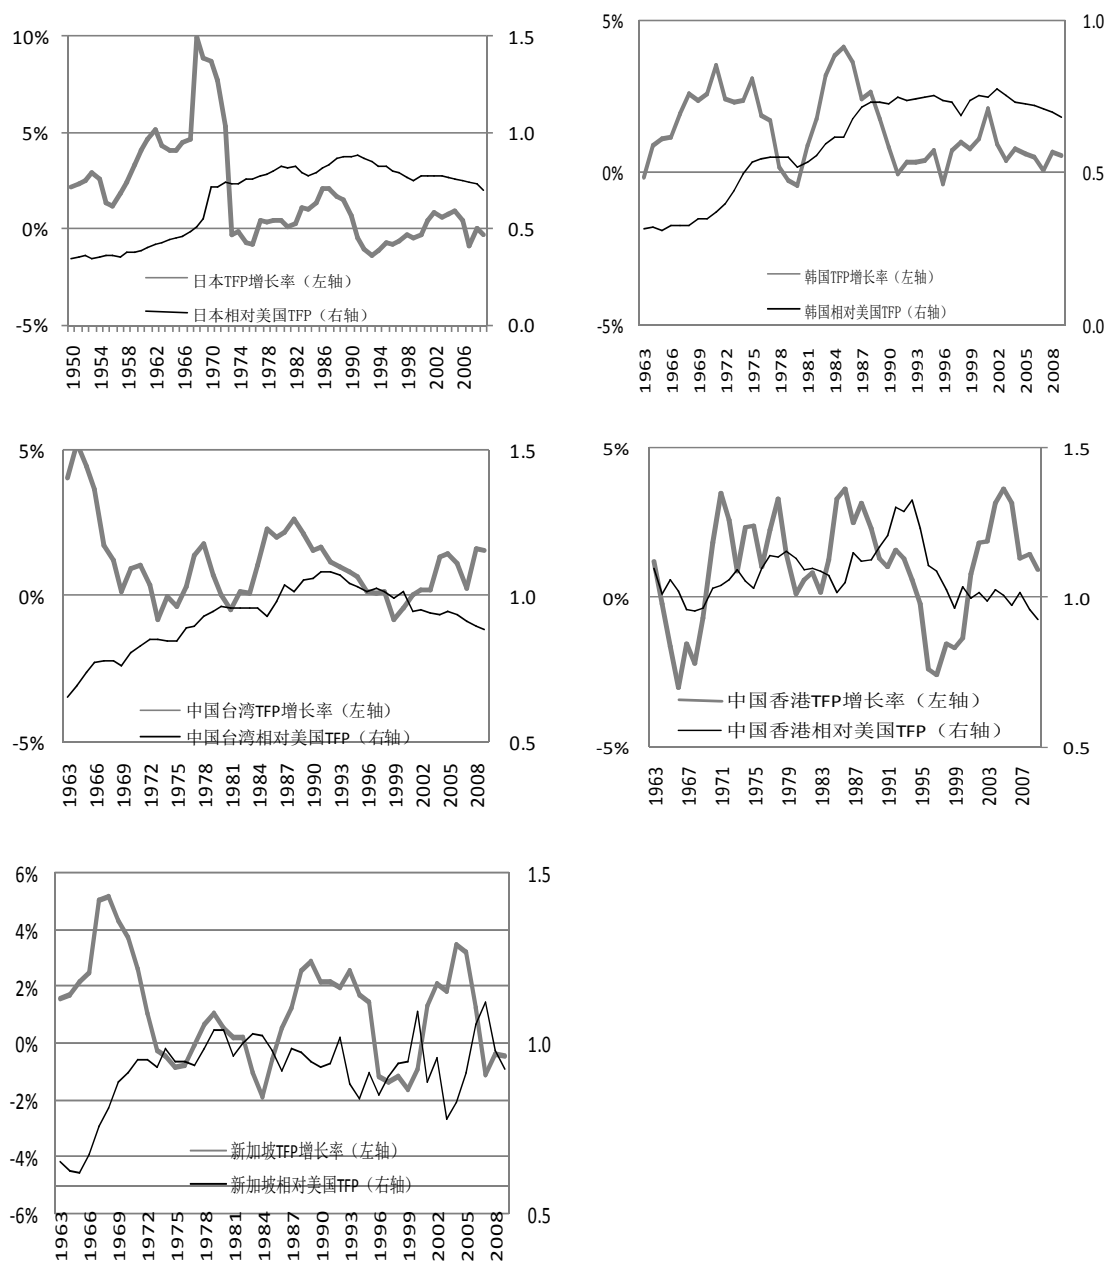 10%
5%
0%
-5%
1.5
1.0
0.5
0.0
日本TFP增长率（左轴）
日本相对美国TFP（右轴）
1950 1954 1958 1962 1966 1970 1974 1978 1982 1986 1990 1994 1998 2002 2006
5%
0%
-5%
1.0
0.5
0.0
韩国TFP增长率（左轴）
韩国相对美国TFP（右轴）
1963 1966 1969 1972 1975 1978 1981 1984 1987 1990 1993 1996 1999 2002 2005 2008
5%
0%
-5%
1.5
1.0
0.5
中国台湾TFP增长率（左轴）
中国台湾相对美国TFP（右轴）
1963 1966 1969 1972 1975 1978 1981 1984 1987 1990 1993 1996 1999 2002 2005 2008
5%
0%
-5%
1.5
1.0
0.5
中国香港TFP增长率（左轴）
中国香港相对美国TFP（右轴）
1963 1967 1971 1975 1979 1983 1987 1991 1995 1999 2003 2007
6%
4%
2%
0%
-2%
-4%
-6%
1.5
1.0
0.5
新加坡TFP增长率（左轴）
新加坡相对美国TFP（右轴）
1963 1966 1969 1972 1975 1978 1981 1984 1987 1990 1993 1996 1999 2002 2005 2008